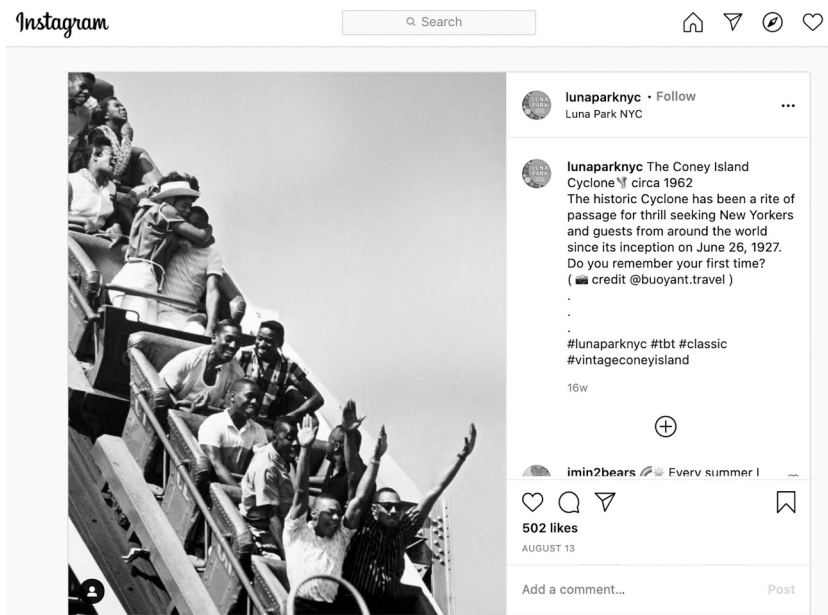 Instagram
Search
lunaparknyc • Follow
Luna Park NYC
LUNA PARK
lunaparknyc The Coney Island
Cyclone🎢 circa 1962
The historic Cyclone has been a rite of
passage for thrill seeking New Yorkers
and guests from around the world
since its inception on June 26, 1927.
Do you remember your first time?
( 📸 credit @buoyant.travel )
.
.
.
#lunaparknyc #tbt #classic
#vintageconeyisland
16w
imin2bears 🌈☀️ Every summer I
502 likes
AUGUST 13
Add a comment...
Post